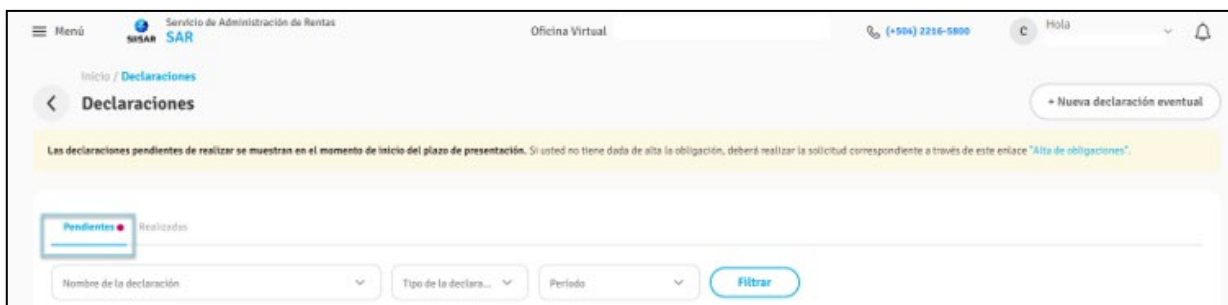 Menú
SIISAR
Servicio de Administración de Rentas
SAR
Oficina Virtual
(+504) 2216-5800
C
Hola
Inicio / Declaraciones
Declaraciones
+ Nueva declaración eventual
Las declaraciones pendientes de realizar se muestran en el momento de inicio del plazo de presentación. Si usted no tiene dada de alta la obligación, deberá realizar la solicitud correspondiente a través de este enlace "Alta de obligaciones".
Pendientes Realizadas
Nombre de la declaración
Tipo de la declara...
Período
Filtrar